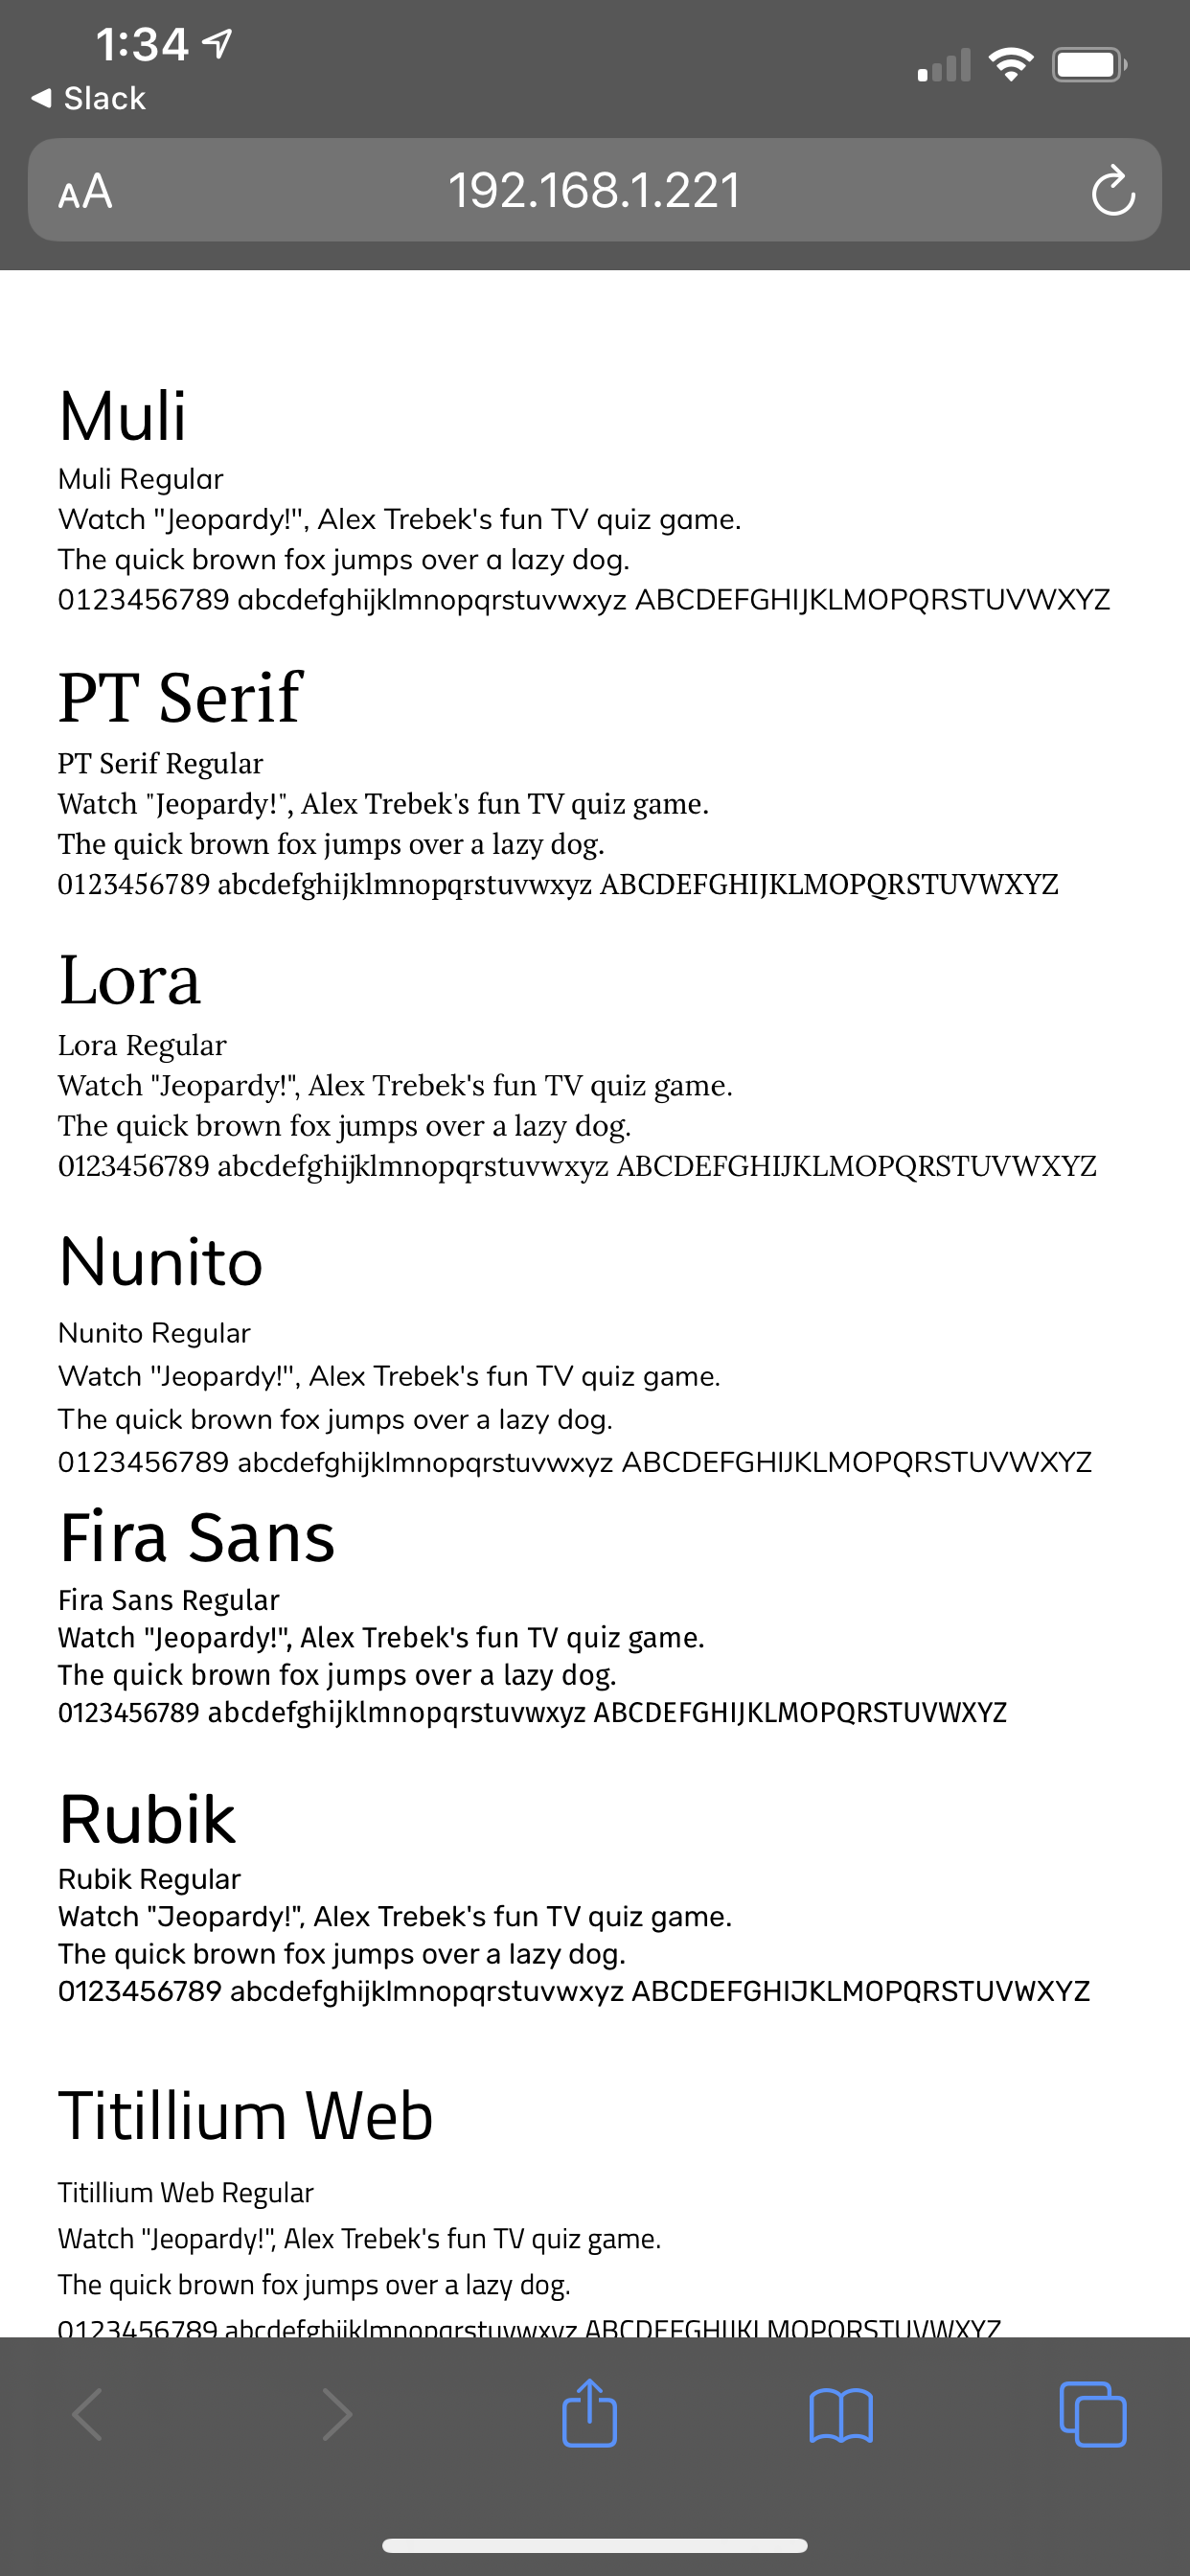 1:34
Slack
AA
192.168.1.221
Muli
Muli Regular
Watch "Jeopardy!", Alex Trebek's fun TV quiz game.
The quick brown fox jumps over a lazy dog.
0123456789 abcdefghijklmnopqrstuvwxyz ABCDEFGHIJKLMOPQRSTUVWXYZ
PT Serif
PT Serif Regular
Watch "Jeopardy!", Alex Trebek's fun TV quiz game.
The quick brown fox jumps over a lazy dog.
0123456789 abcdefghijklmnopqrstuvwxyz ABCDEFGHIJKLMOPQRSTUVWXYZ
Lora
Lora Regular
Watch "Jeopardy!", Alex Trebek's fun TV quiz game.
The quick brown fox jumps over a lazy dog.
0123456789 abcdefghijklmnopqrstuvwxyz ABCDEFGHIJKLMOPQRSTUVWXYZ
Nunito
Nunito Regular
Watch "Jeopardy!", Alex Trebek's fun TV quiz game.
The quick brown fox jumps over a lazy dog.
0123456789 abcdefghijklmnopqrstuvwxyz ABCDEFGHIJKLMOPQRSTUVWXYZ
Fira Sans
Fira Sans Regular
Watch "Jeopardy!", Alex Trebek's fun TV quiz game.
The quick brown fox jumps over a lazy dog.
0123456789 abcdefghijklmnopqrstuvwxyz ABCDEFGHIJKLMOPQRSTUVWXYZ
Rubik
Rubik Regular
Watch "Jeopardy!", Alex Trebek's fun TV quiz game.
The quick brown fox jumps over a lazy dog.
0123456789 abcdefghijklmnopqrstuvwxyz ABCDEFGHIJKLMOPQRSTUVWXYZ
Titillium Web
Titillium Web Regular
Watch "Jeopardy!", Alex Trebek's fun TV quiz game.
The quick brown fox jumps over a lazy dog.
0123456789 abcdefghijklmnopqrstuvwxyz ABCDEFGHIJKLMOPQRSTUVWXYZ